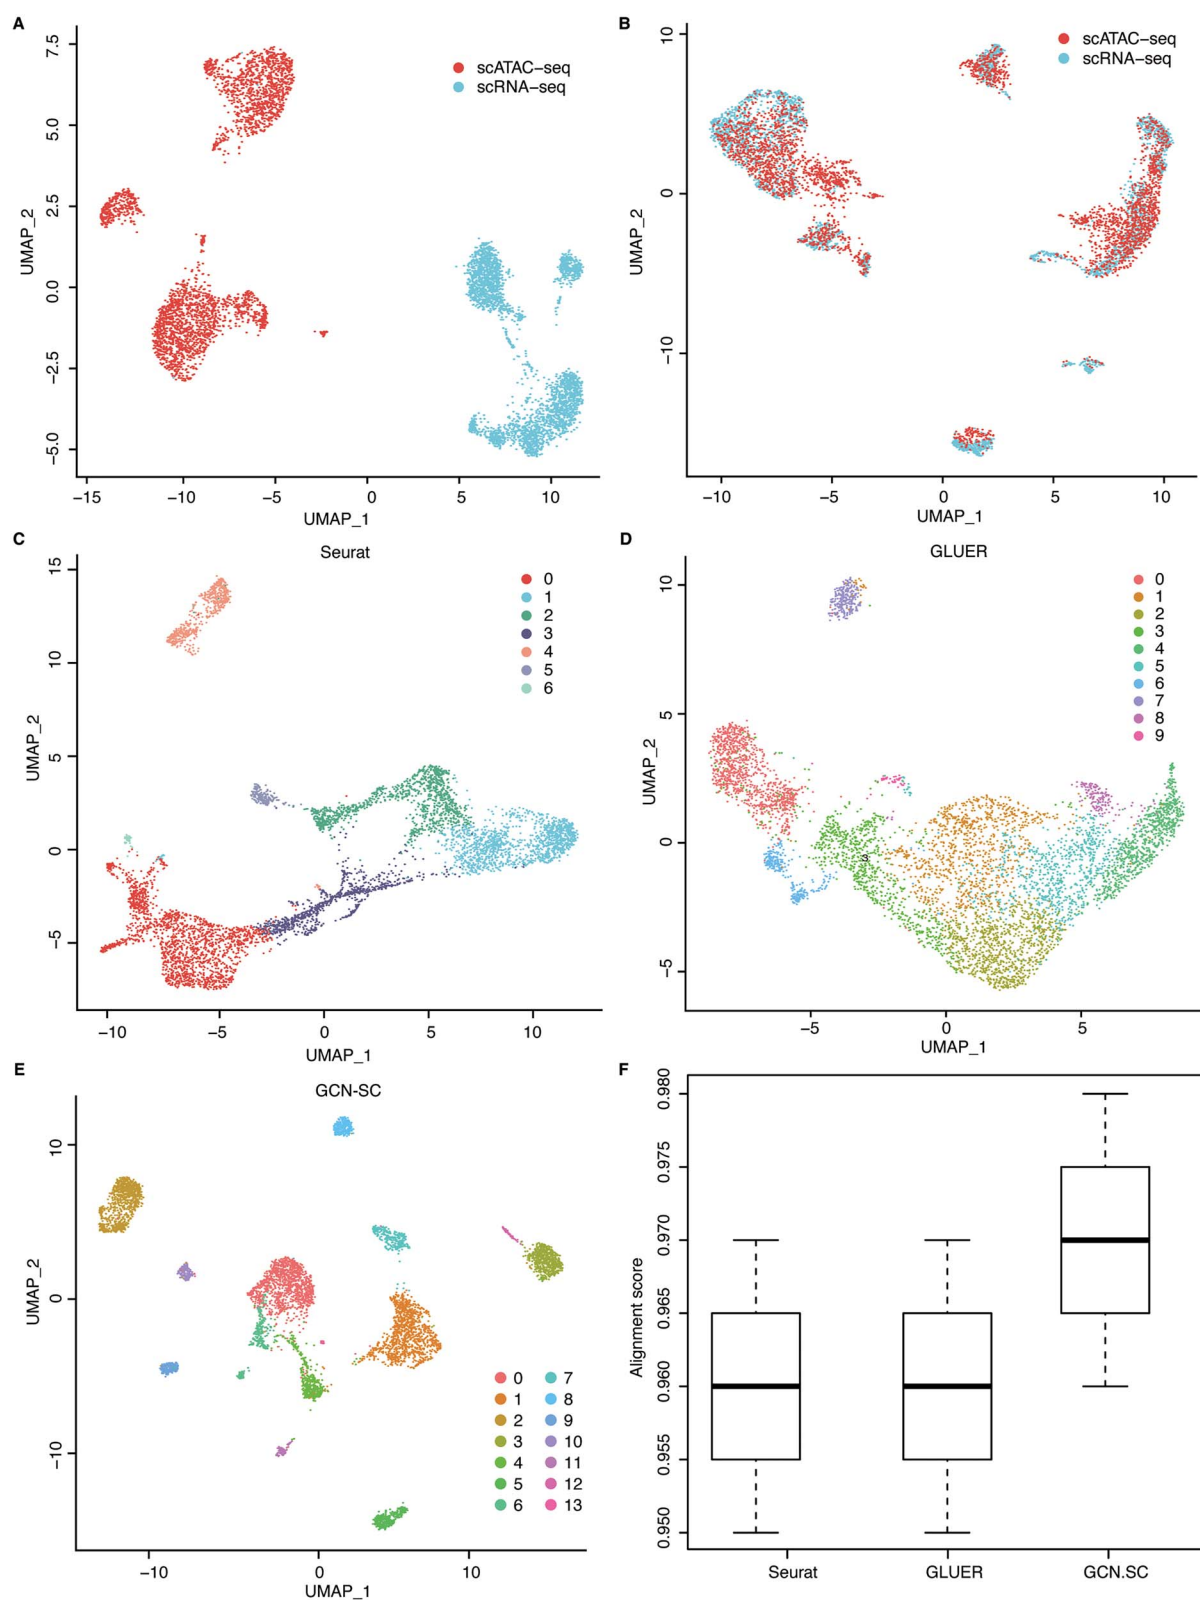 A
scATAC−seq
scRNA−seq
7.5
5.0
2.5
0.0
−2.5
−5.0
UMAP_2
−15
−10
−5
0
5
10
UMAP_1
B
scATAC−seq
scRNA−seq
10
0
−10
UMAP_2
−10
−5
0
5
10
UMAP_1
C
Seurat
0
1
2
3
4
5
6
15
10
5
0
−5
UMAP_2
−10
−5
0
5
10
UMAP_1
D
GLUER
0
1
2
3
4
5
6
7
8
9
3
10
5
0
−5
UMAP_2
−5
0
5
UMAP_1
E
GCN-SC
10
0
−10
UMAP_2
0 7
1 8
2 9
3 10
4 11
5 12
6 13
−10
0
10
UMAP_1
F
0.980
0.975
0.970
0.965
0.960
0.955
0.950
Alignment score
Seurat
GLUER
GCN.SC